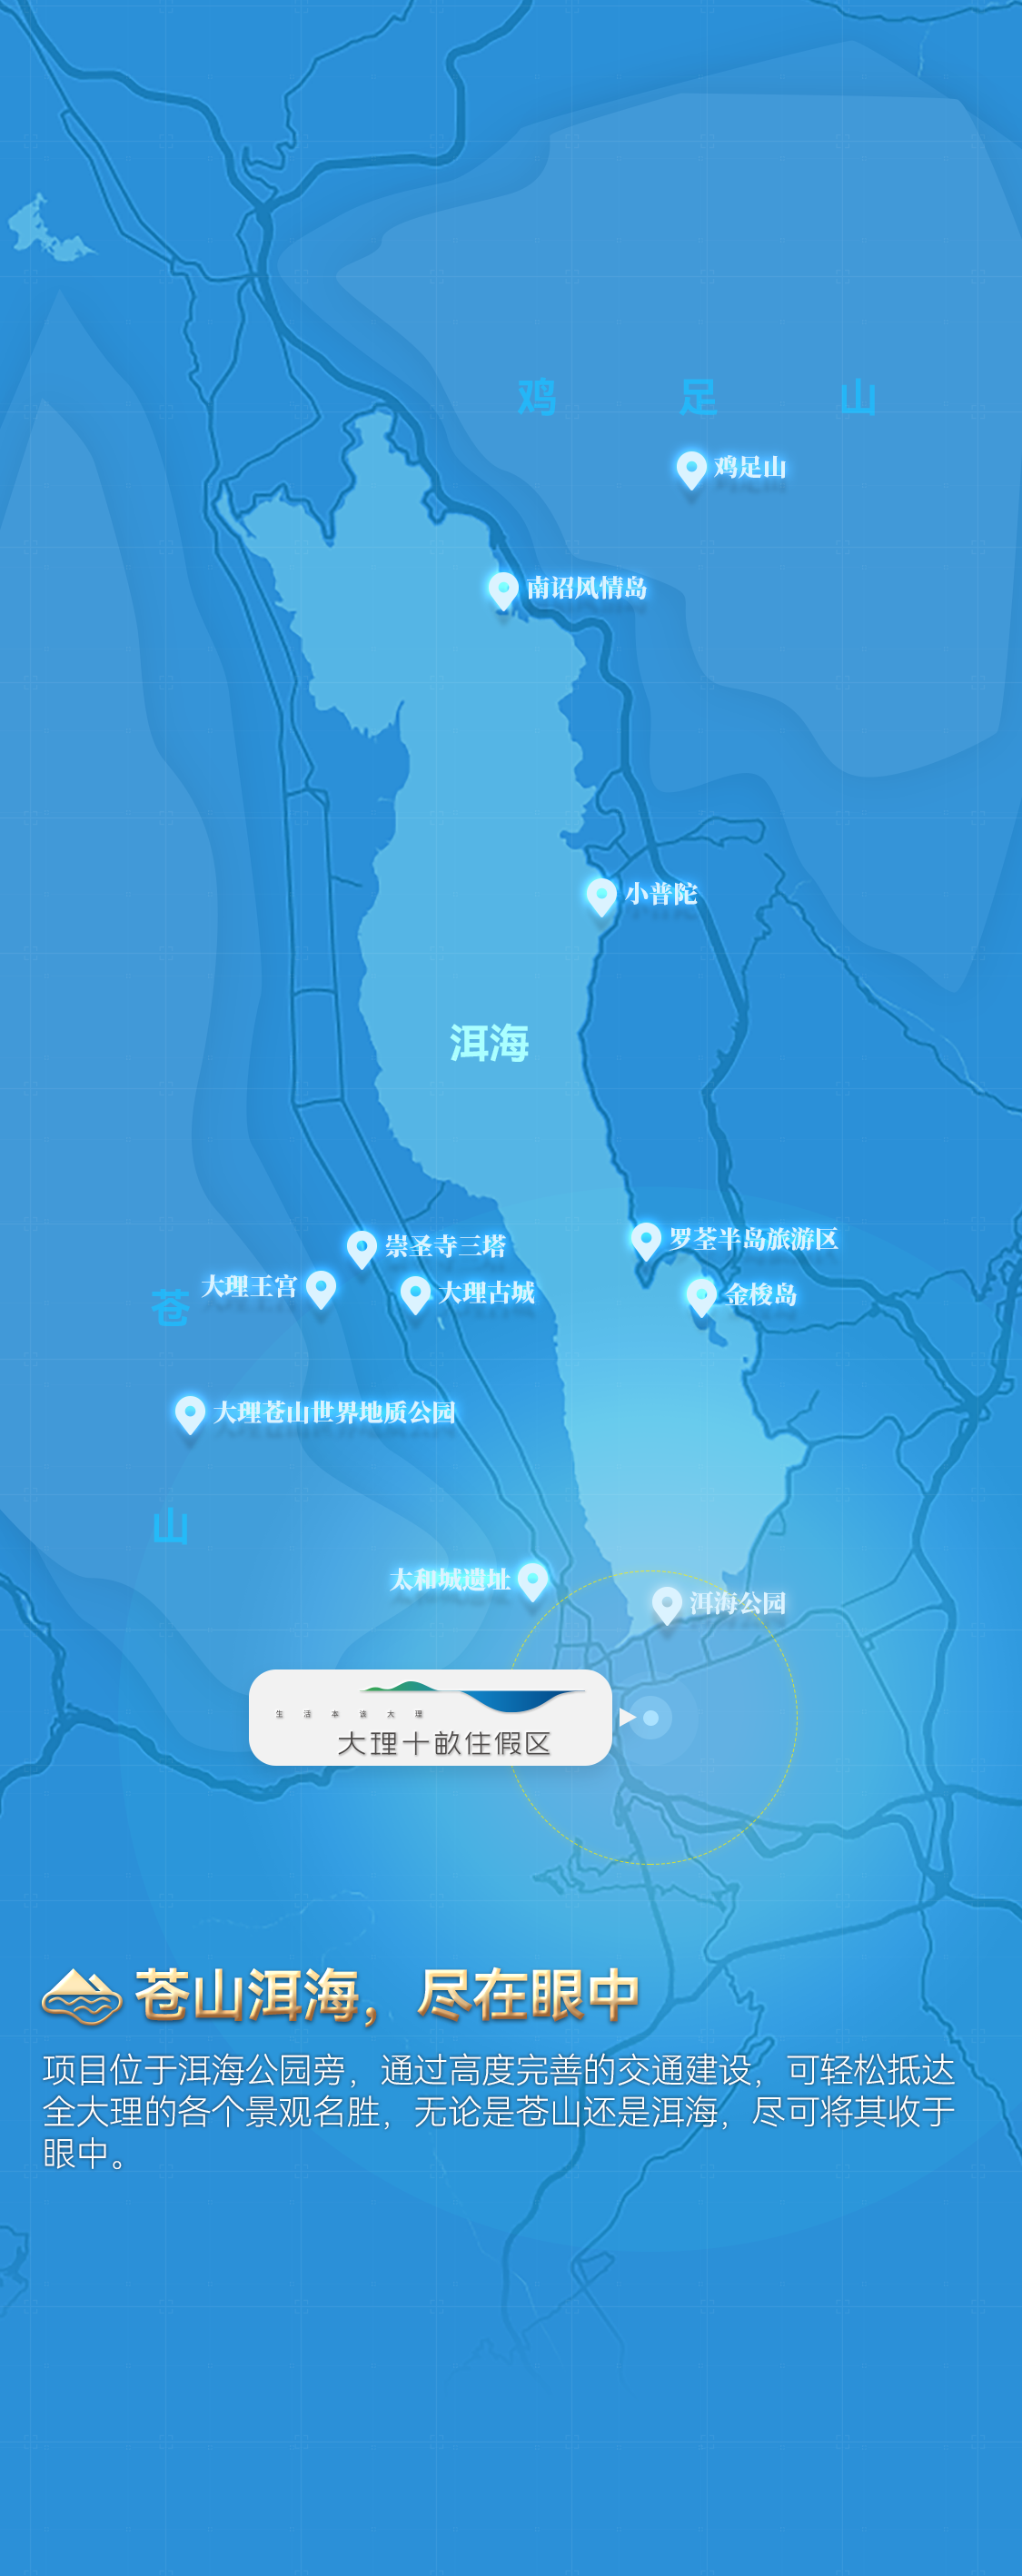 鸡足山
鸡足山
南诏风情岛
小普陀
洱海
罗荃半岛旅游区
崇圣寺三塔
大理王宫
大理古城
金梭岛
苍山
大理苍山世界地质公园
太和城遗址
洱海公园
生活本该大理
大理十畝住假区
苍山洱海，尽在眼中
项目位于洱海公园旁，通过高度完善的交通建设，可轻松抵达
全大理的各个景观名胜，无论是苍山还是洱海，尽可将其收于
眼中。